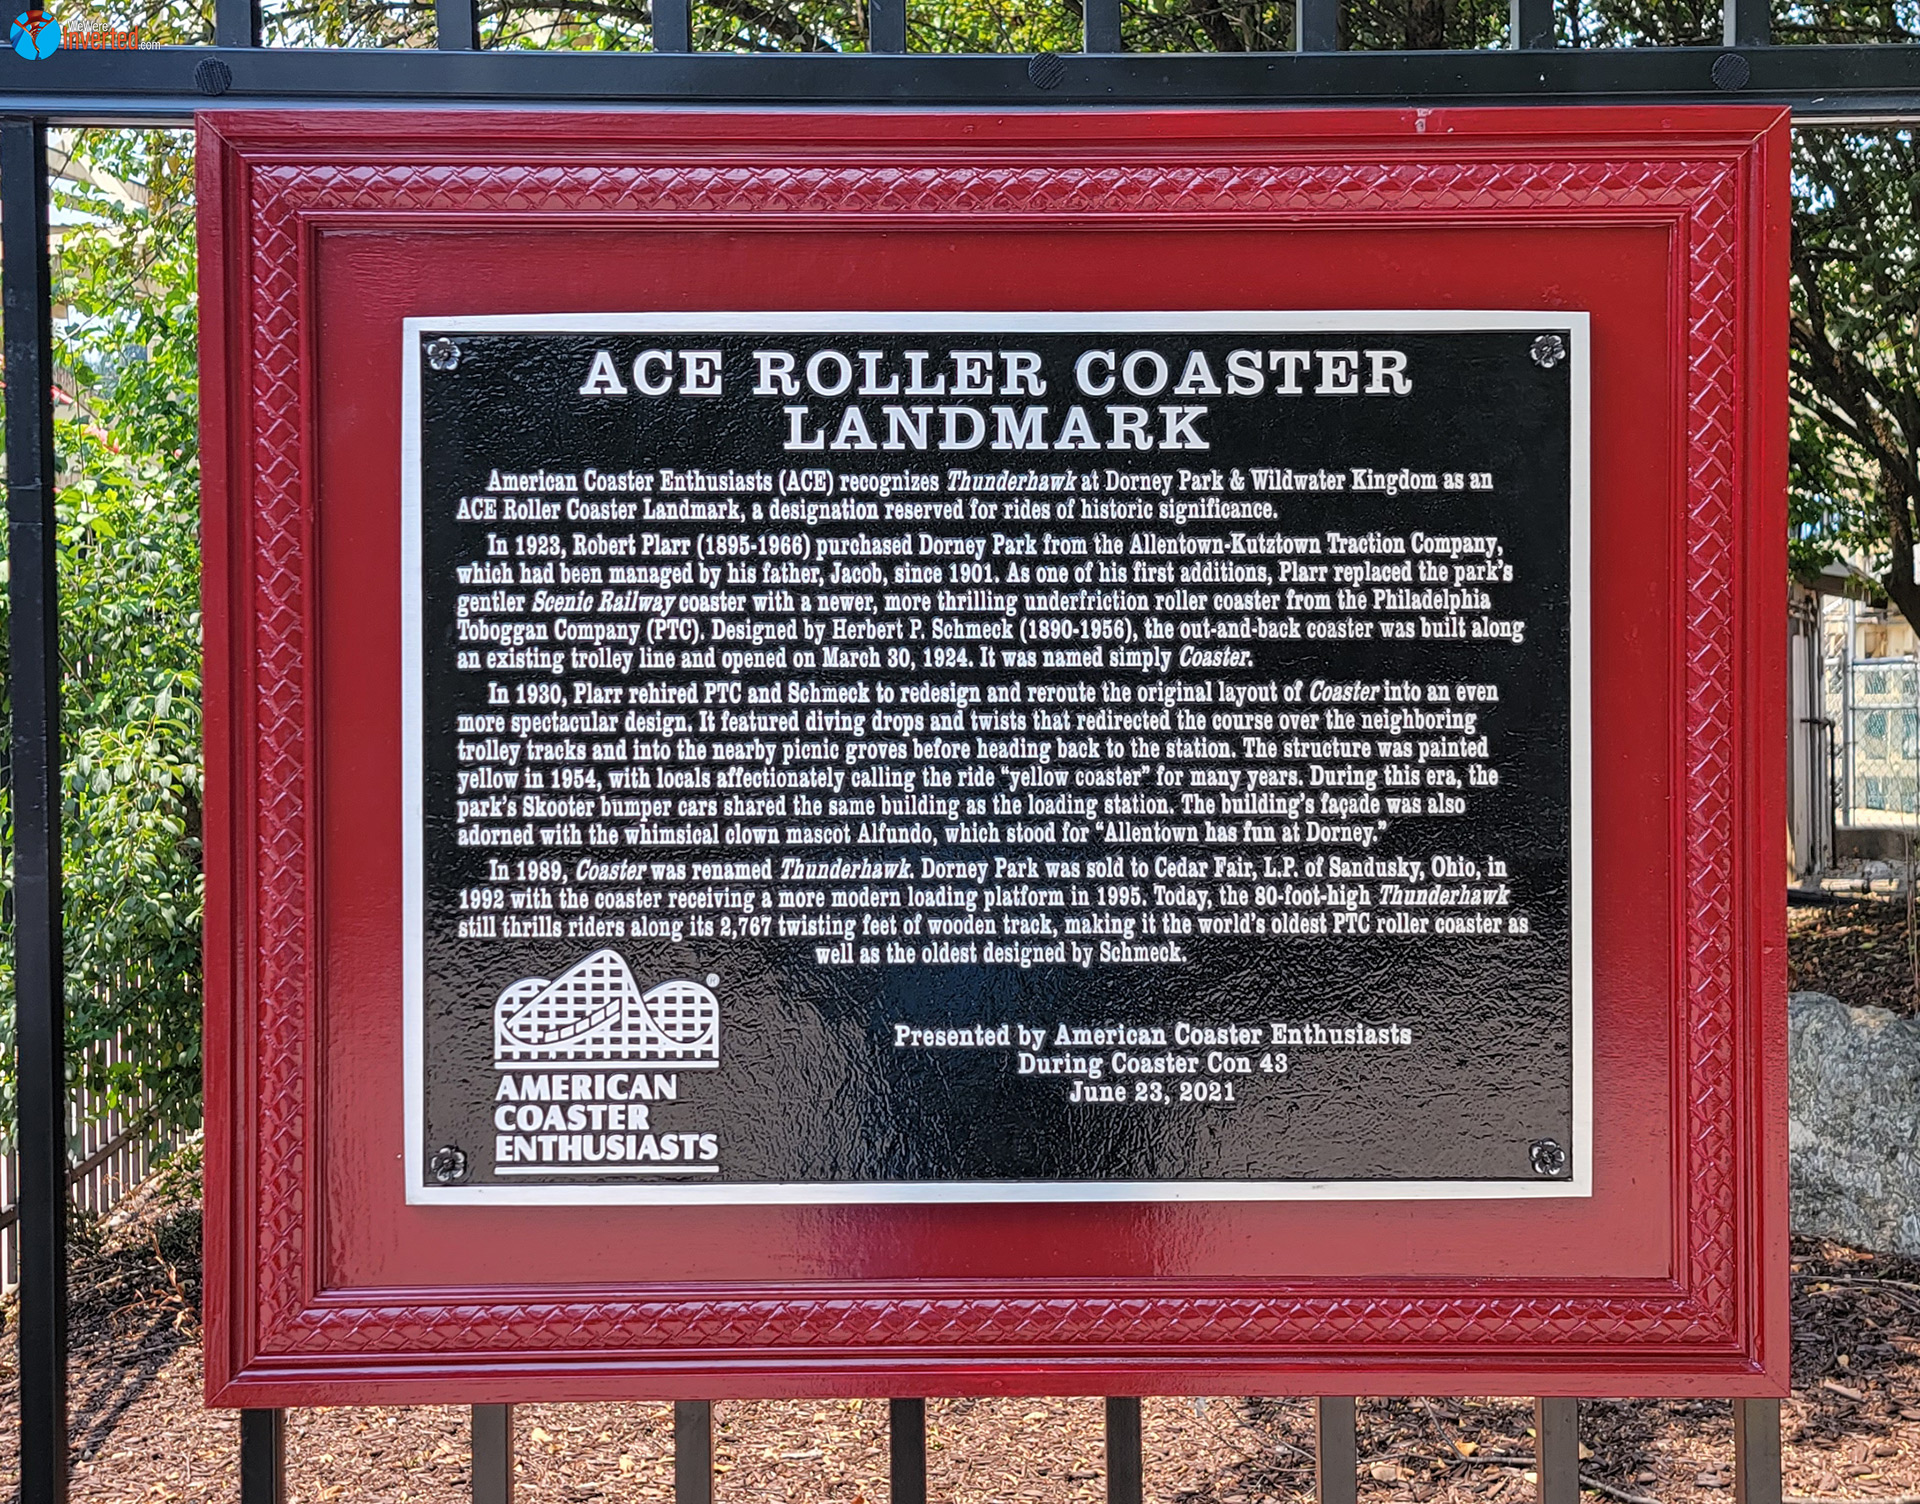 WeWere
Inverted.com
ACE ROLLER COASTER
LANDMARK
American Coaster Enthusiasts (ACE) recognizes Thunderhawk at Dorney Park & Wildwater Kingdom as an
ACE Roller Coaster Landmark, a designation reserved for rides of historic significance.
In 1923, Robert Plarr (1895-1966) purchased Dorney Park from the Allentown-Kutztown Traction Company,
which had been managed by his father, Jacob, since 1901. As one of his first additions, Plarr replaced the park's
gentler Scenic Railway coaster with a newer, more thrilling underfriction roller coaster from the Philadelphia
Toboggan Company (PTC). Designed by Herbert P. Schmeck (1890-1956), the out-and-back coaster was built along
an existing trolley line and opened on March 30, 1924. It was named simply Coaster.
In 1930, Plarr rehired PTC and Schmeck to redesign and reroute the original layout of Coaster into an even
more spectacular design. It featured diving drops and twists that redirected the course over the neighboring
trolley tracks and into the nearby picnic groves before heading back to the station. The structure was painted
yellow in 1954, with locals affectionately calling the ride “yellow coaster” for many years. During this era, the
park's Skooter bumper cars shared the same building as the loading station. The building's façade was also
adorned with the whimsical clown mascot Alfundo, which stood for “Allentown has fun at Dorney.”
In 1989, Coaster was renamed Thunderhawk. Dorney Park was sold to Cedar Fair, L.P. of Sandusky, Ohio, in
1992 with the coaster receiving a more modern loading platform in 1995. Today, the 80-foot-high Thunderhawk
still thrills riders along its 2,767 twisting feet of wooden track, making it the world's oldest PTC roller coaster as
well as the oldest designed by Schmeck.
®
AMERICAN
COASTER
ENTHUSIASTS
Presented by American Coaster Enthusiasts
During Coaster Con 43
June 23, 2021